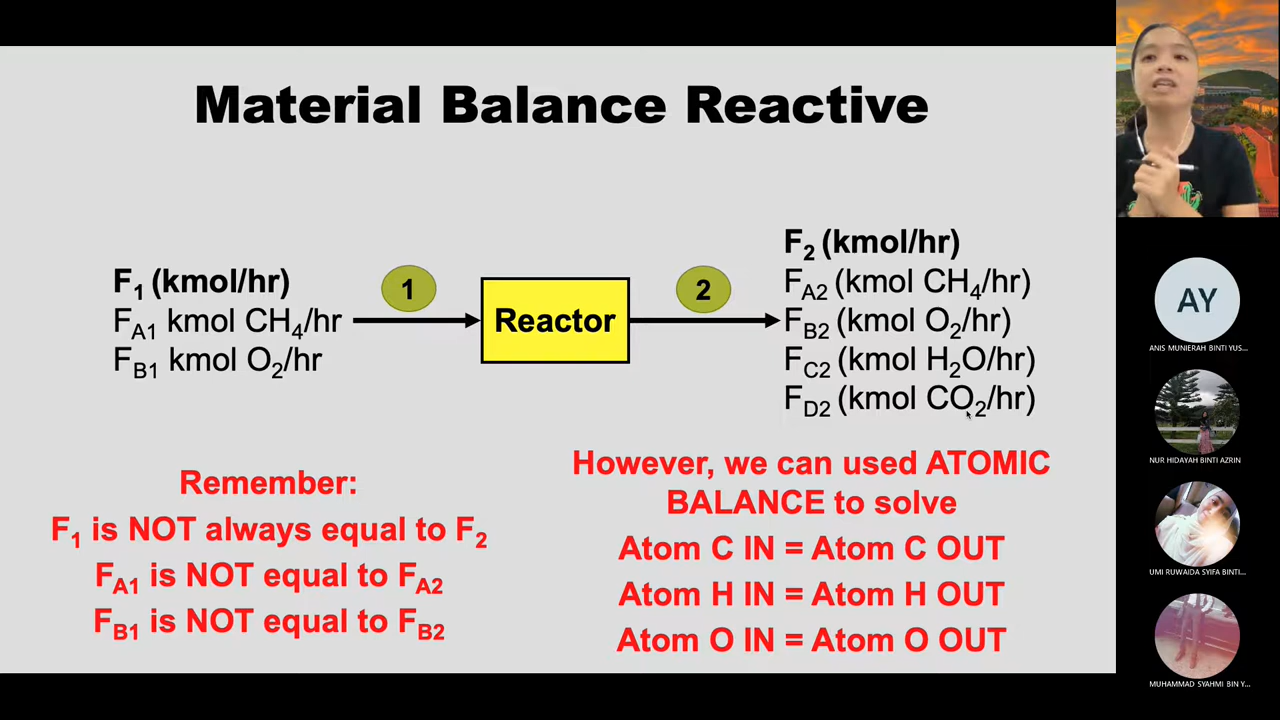 Material Balance Reactive
F₁ (kmol/hr)
F_A1 kmol CH₄/hr
F_B1 kmol O₂/hr
1
Reactor
2
F₂ (kmol/hr)
F_A2 (kmol CH₄/hr)
F_B2 (kmol O₂/hr)
F_C2 (kmol H₂O/hr)
F_D2 (kmol CO₂/hr)
Remember:
F₁ is NOT always equal to F₂
F_A1 is NOT equal to F_A2
F_B1 is NOT equal to F_B2
However, we can used ATOMIC
BALANCE to solve
Atom C IN = Atom C OUT
Atom H IN = Atom H OUT
Atom O IN = Atom O OUT
AY
ANIS MUNIERAH BINTI YUS...
NUR HIDAYAH BINTI AZRIN
UMI RUWAIDA SYIFA BINTI...
MUHAMMAD SYAHMI BIN Y...